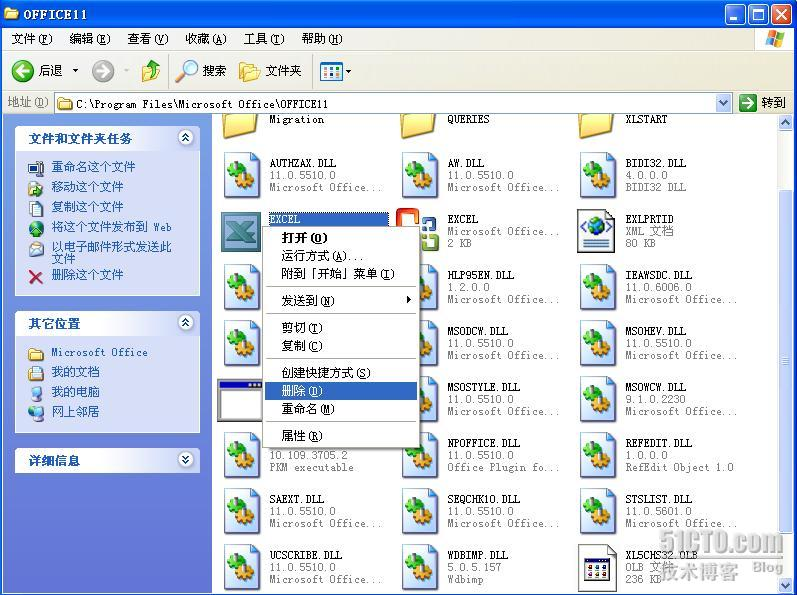 OFFICE11
文件(F) 编辑(E) 查看(V) 收藏(A) 工具(T) 帮助(H)
后退 搜索 文件夹
地址(D) C:\Program Files\Microsoft Office\OFFICE11 转到
文件和文件夹任务
重命名这个文件
移动这个文件
复制这个文件
将这个文件发布到 Web
以电子邮件形式发送此
文件
删除这个文件
其它位置
Microsoft Office
我的文档
我的电脑
网上邻居
详细信息
Migration
QUERIES
XLSTART
AUTHZAX.DLL
11.0.5510.0
Microsoft Office...
AW.DLL
11.0.5510.0
Microsoft Office...
BIDI32.DLL
4.0.0.0
BIDI32 DLL
EXCEL
EXCEL
Microsoft Office...
2 KB
EXLPRTID
XML 文档
80 KB
打开(O)
运行方式(A)...
附到「开始」菜单(I)
发送到(N)
剪切(T)
复制(C)
创建快捷方式(S)
删除(D)
重命名(M)
属性(R)
HLP95EN.DLL
1.2.0.0
Microsoft Office...
IEAWSDC.DLL
11.0.6006.0
Microsoft Office...
MSODCW.DLL
11.0.5510.0
Microsoft Office...
MSOHEV.DLL
11.0.5510.0
Microsoft Office...
MSOSTYLE.DLL
11.0.5510.0
Microsoft Office...
MSOWCW.DLL
9.1.0.2230
Microsoft Office...
10.109.3705.2
PKM executable
NPOFFICE.DLL
11.0.5510.0
Office Plugin fo...
REFEDIT.DLL
1.0.0.0
RefEdit Object 1.0
SAEXT.DLL
11.0.5510.0
Microsoft Office...
SEQCHK10.DLL
11.0.5510.0
Microsoft Office...
STSLIST.DLL
11.0.5601.0
Microsoft Office...
UCSCRIBE.DLL
11.0.5510.0
Microsoft Office...
WDBIMP.DLL
5.0.5.157
Wdbimp
XL5CHS32.OLB
OLB 文件
236 KB
51CTO.com
技术博客 Blog